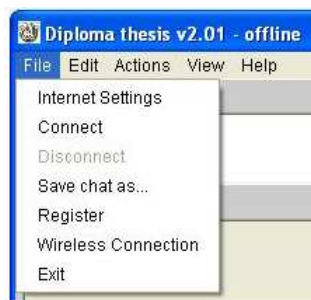 Diploma thesis v2.01 - offline
File Edit Actions View Help
Internet Settings
Connect
Disconnect
Save chat as...
Register
Wireless Connection
Exit